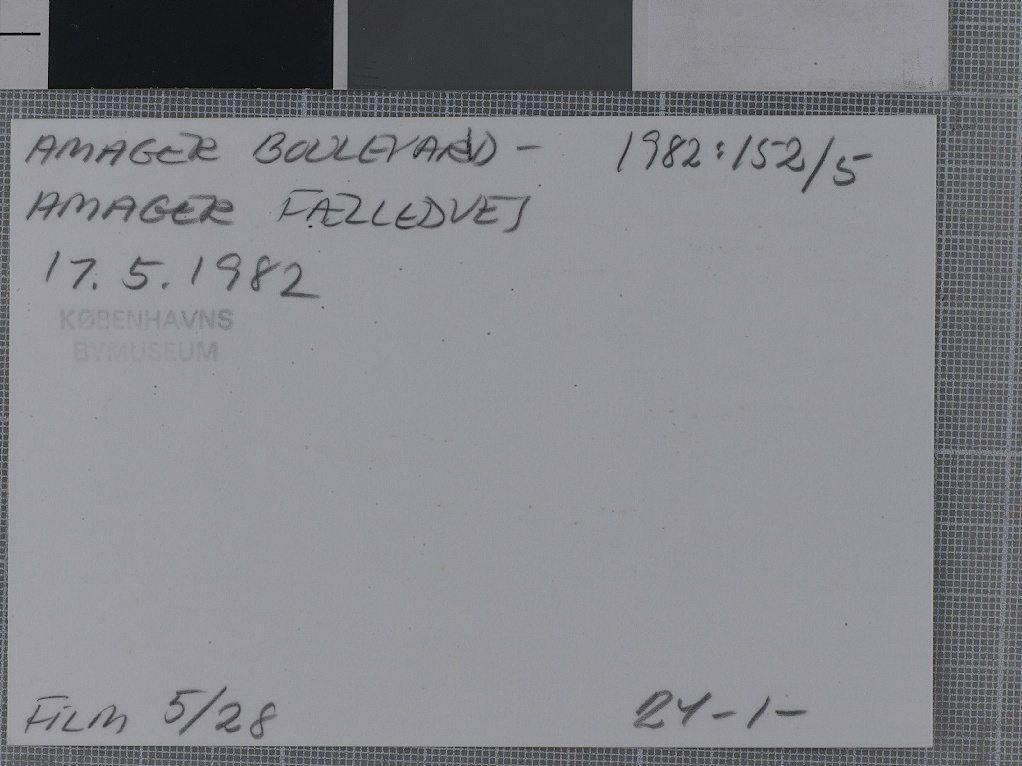 AMAGER BOULEVARD - 1982:152/5
AMAGER FÆLLEDVEJ
17.5.1982
KØBENHAVNS
BYMUSEUM
FILM 5/28 24-1-